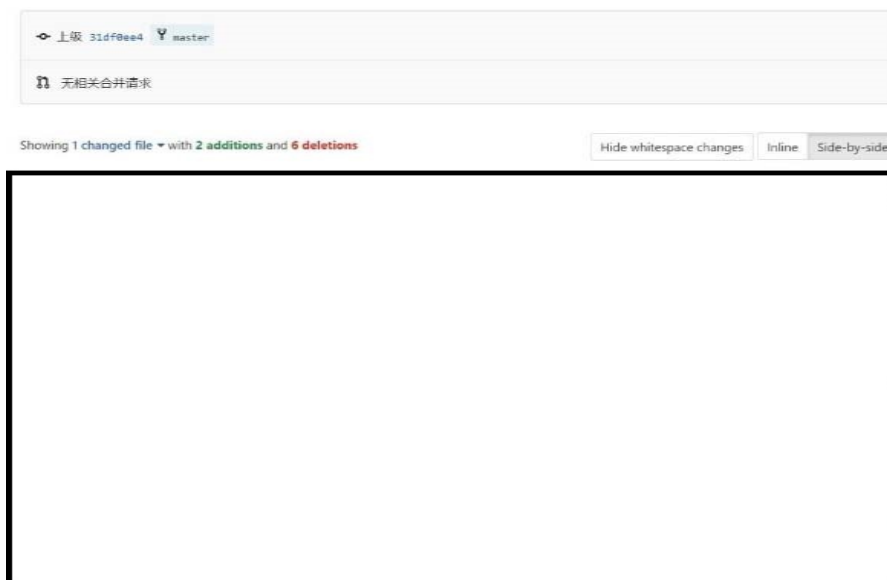 上级 31df0ee4 master
无相关合并请求
Showing 1 changed file with 2 additions and 6 deletions
Hide whitespace changes Inline Side-by-side